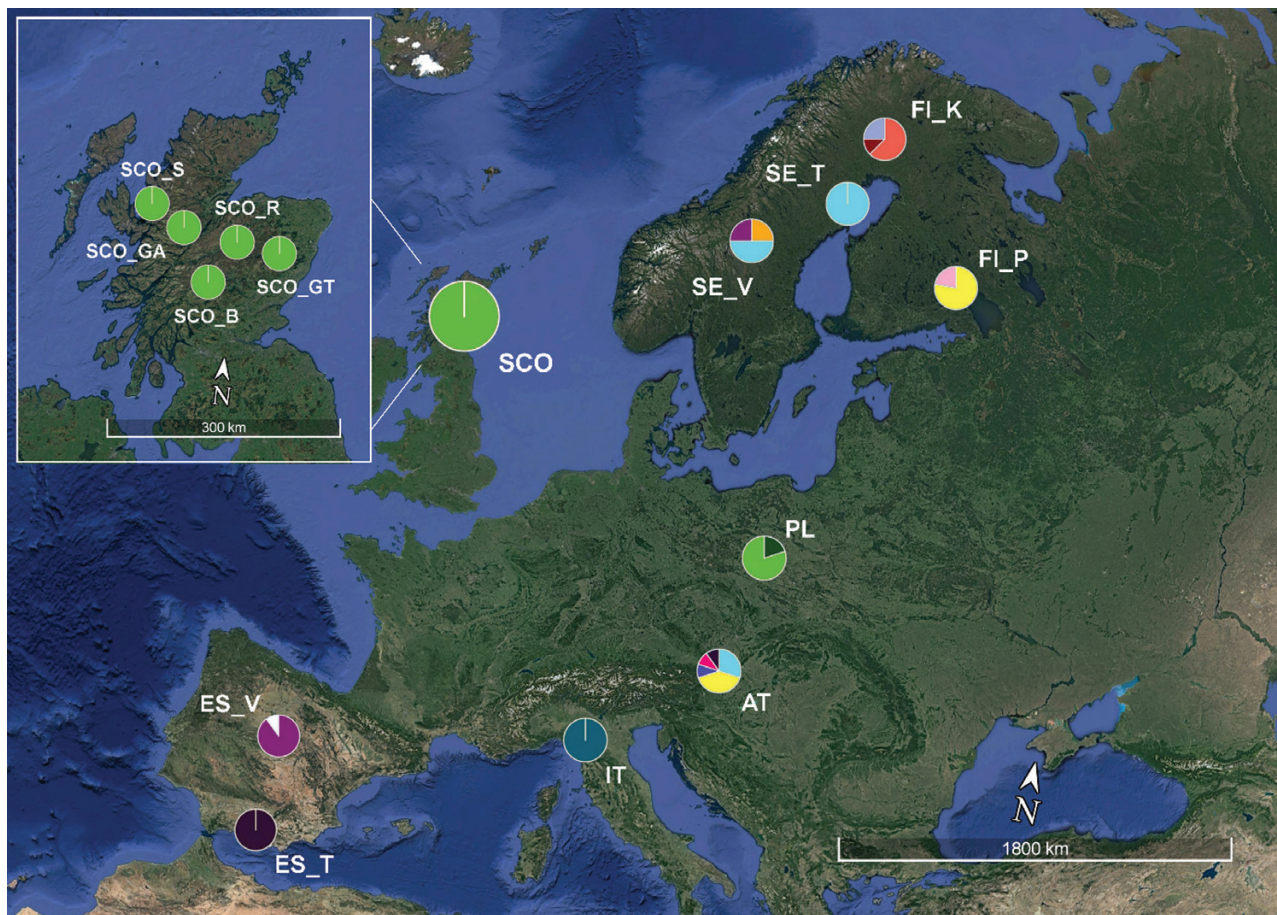 SCO_S
SCO_R
SCO_GA
SCO_GT
SCO_B
N
300 km
FI_K
SE_T
SE_V
FI_P
SCO
PL
AT
ES_V
IT
ES_T
N
1800 km